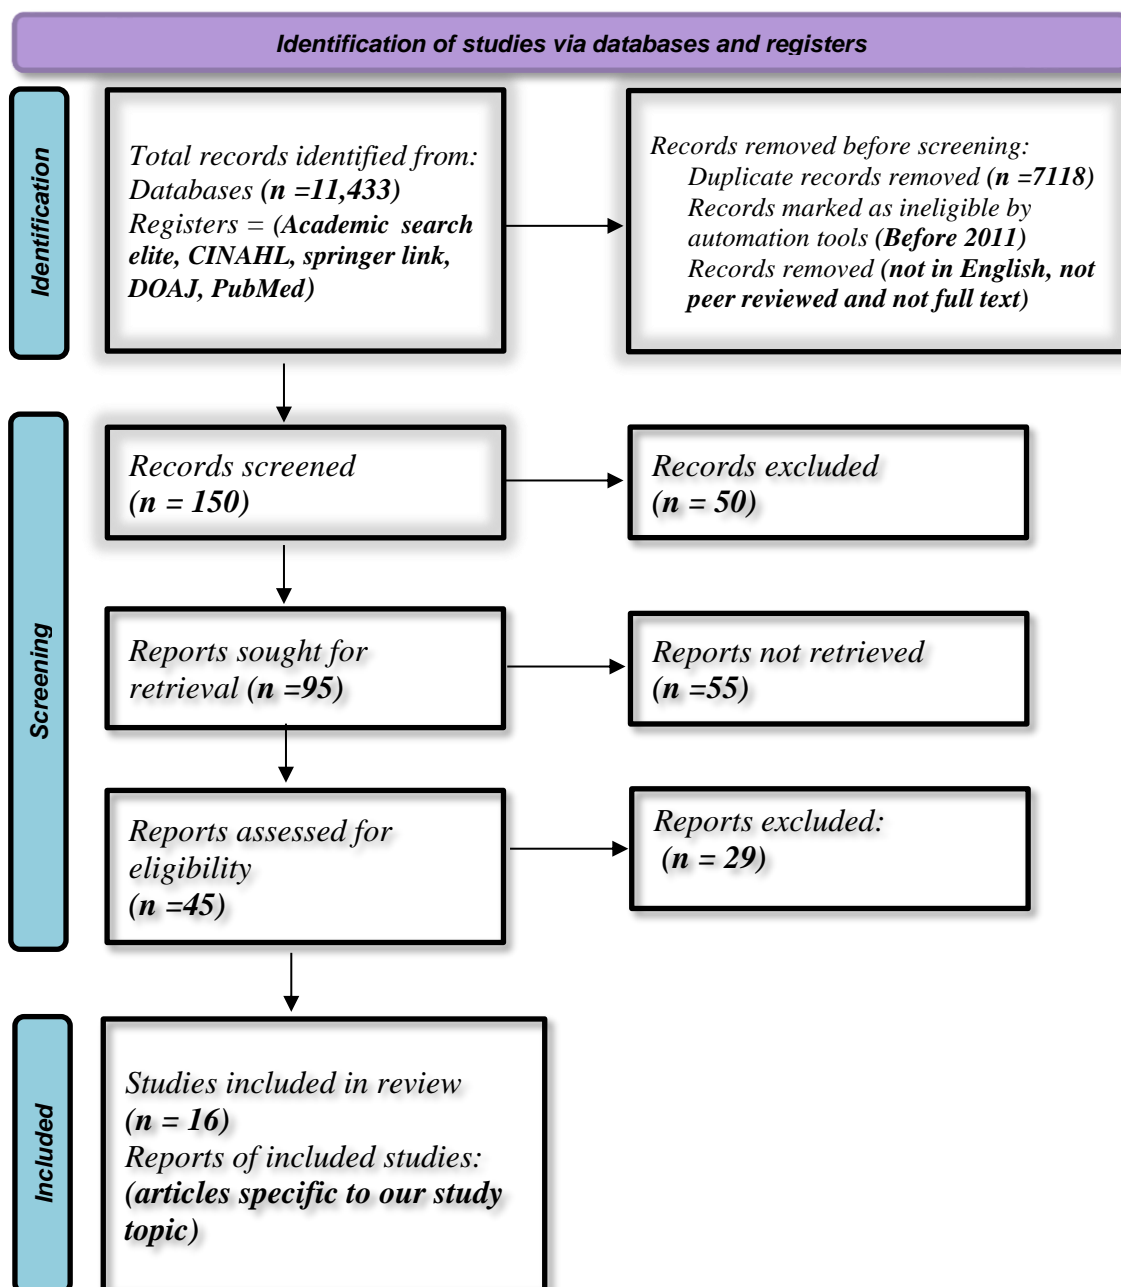 Identification of studies via databases and registers
Identification
Total records identified from:
Databases (n =11,433)
Registers = (Academic search
elite, CINAHL, springer link,
DOAJ, PubMed)
Records removed before screening:
Duplicate records removed (n =7118)
Records marked as ineligible by
automation tools (Before 2011)
Records removed (not in English, not
peer reviewed and not full text)
Screening
Records screened
(n = 150)
Records excluded
(n = 50)
Reports sought for
retrieval (n =95)
Reports not retrieved
(n =55)
Reports assessed for
eligibility
(n =45)
Reports excluded:
(n = 29)
Included
Studies included in review
(n = 16)
Reports of included studies:
(articles specific to our study
topic)